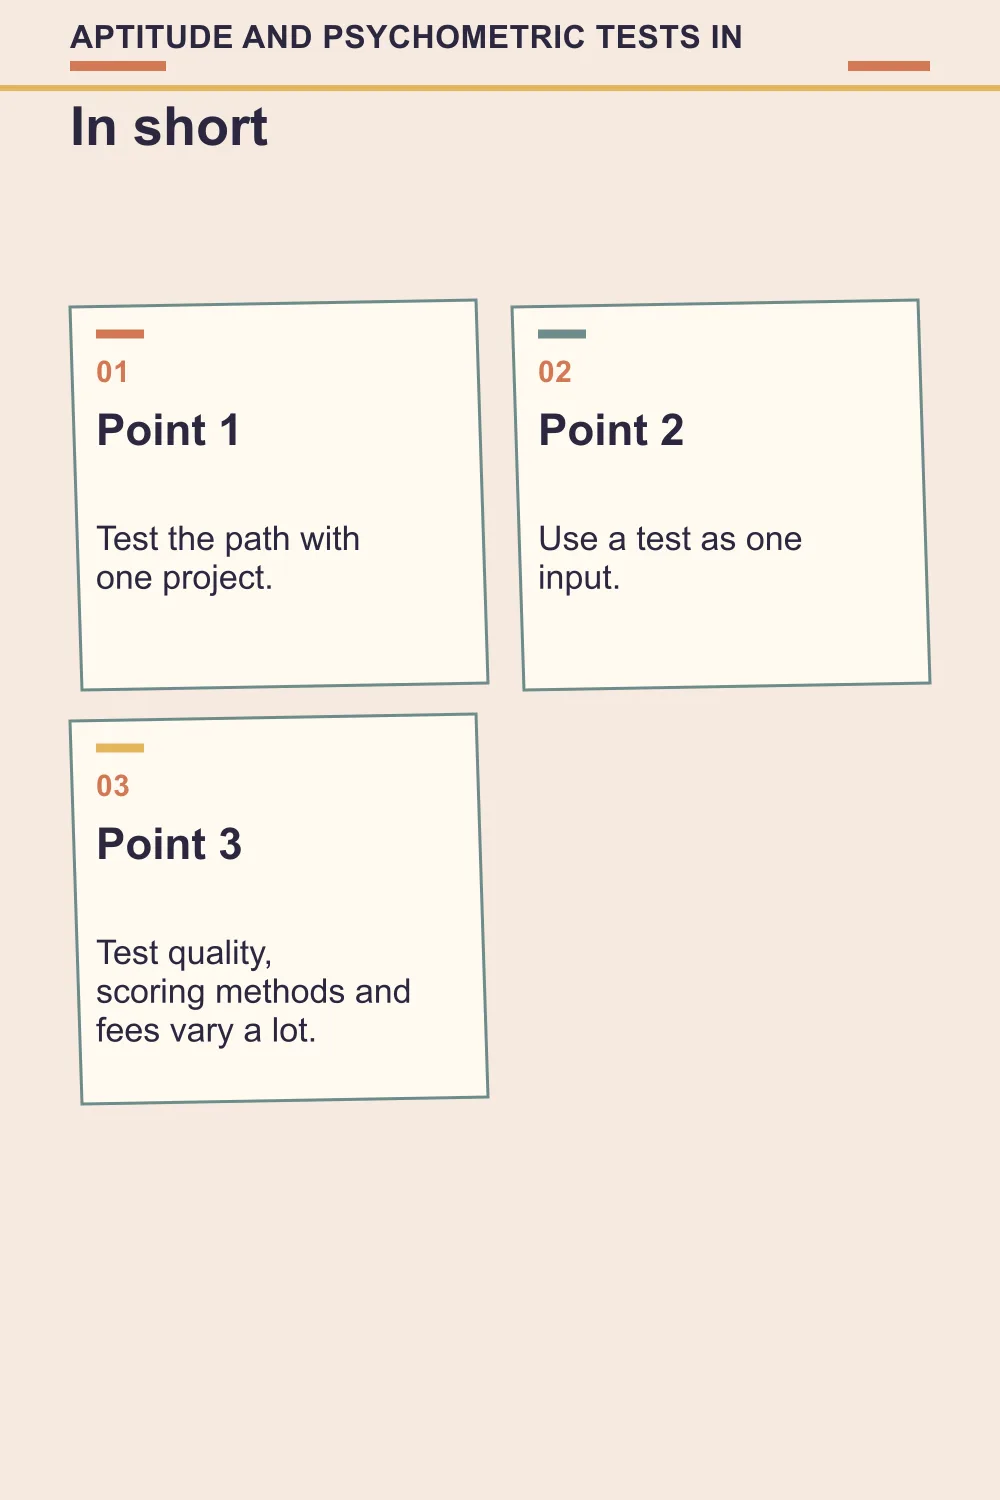 APTITUDE AND PSYCHOMETRIC TESTS IN
In short
01
Point 1
Test the path with
one project.
02
Point 2
Use a test as one
input.
03
Point 3
Test quality,
scoring methods and
fees vary a lot.